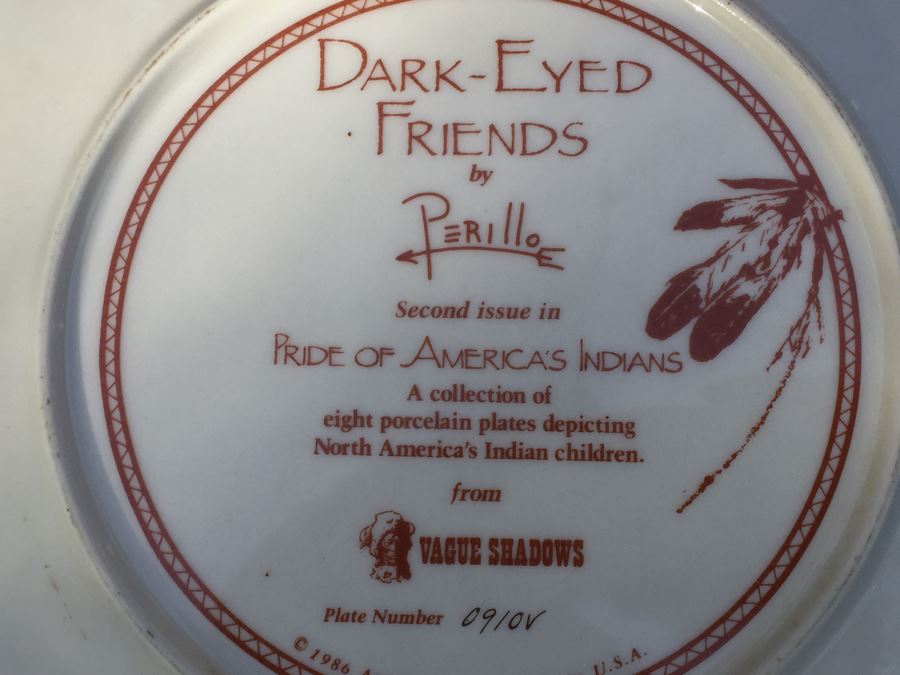 DARK-EYED
FRIENDS
by
PERILLO
Second issue in
PRIDE OF AMERICA'S INDIANS
A collection of
eight porcelain plates depicting
North America's Indian children.
from
VAGUE SHADOWS
Plate Number 0910V
© 1986 U.S.A.